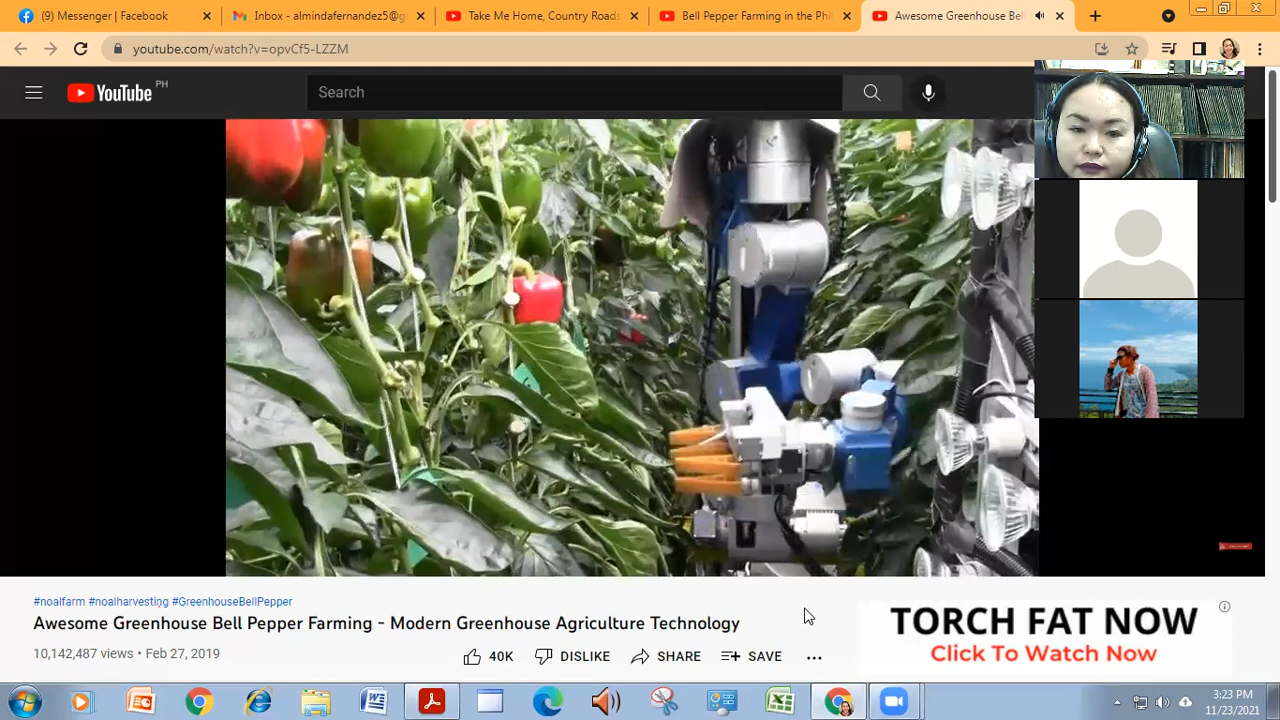 (9) Messenger | Facebook
Inbox - almindafernandez5@g
Take Me Home, Country Roads
Bell Pepper Farming in the Phi
Awesome Greenhouse Bel
youtube.com/watch?v=opvCf5-LZZM
YouTube PH
Search
#noalfarm #noalharvesting #GreenhouseBellPepper
Awesome Greenhouse Bell Pepper Farming - Modern Greenhouse Agriculture Technology
10,142,487 views • Feb 27, 2019
40K DISLIKE SHARE SAVE
TORCH FAT NOW
Click To Watch Now
3:23 PM
11/23/2021